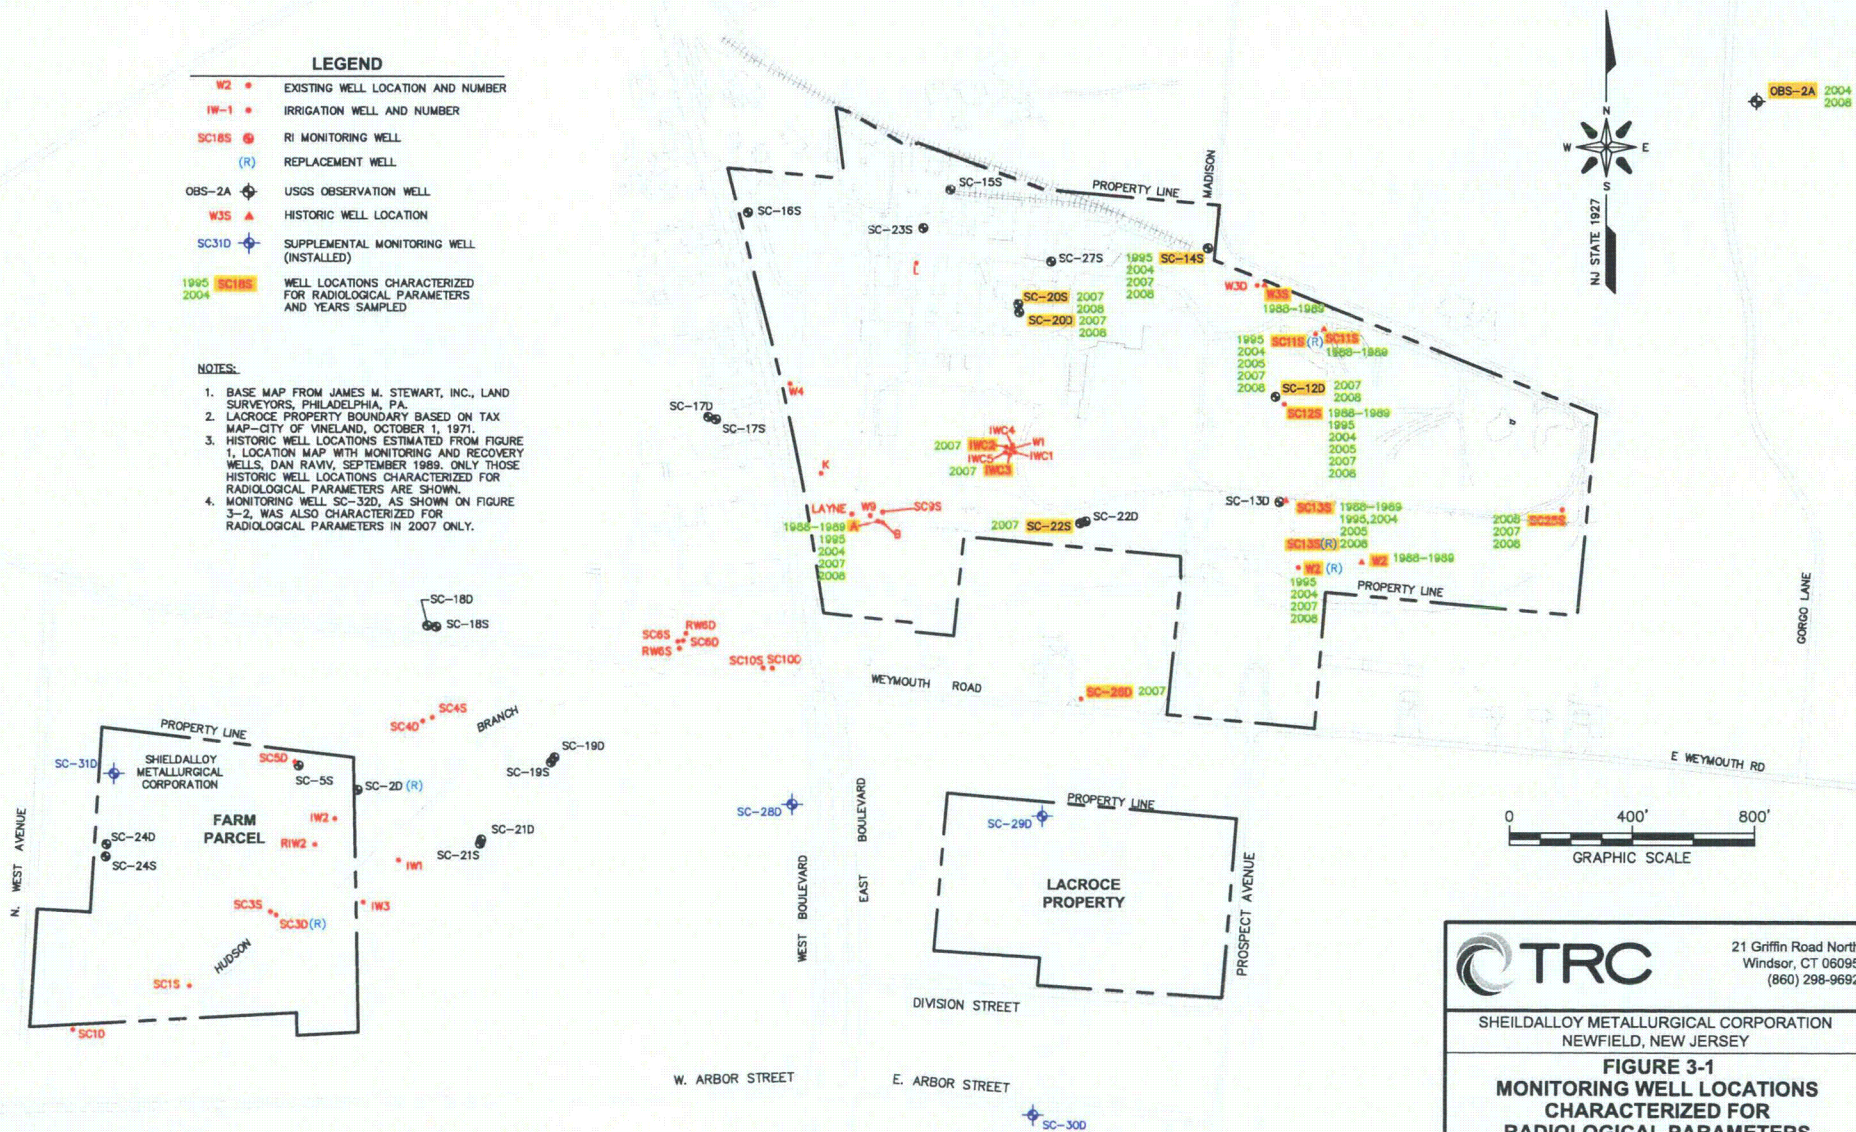 LEGEND
W2 EXISTING WELL LOCATION AND NUMBER
IW-1 IRRIGATION WELL AND NUMBER
SC18S RI MONITORING WELL
(R) REPLACEMENT WELL
OBS-2A USGS OBSERVATION WELL
W3S HISTORIC WELL LOCATION
SC31D SUPPLEMENTAL MONITORING WELL
(INSTALLED)
1995 SC18S WELL LOCATIONS CHARACTERIZED
2004 FOR RADIOLOGICAL PARAMETERS
AND YEARS SAMPLED
NOTES:
1. BASE MAP FROM JAMES M. STEWART, INC., LAND
SURVEYORS, PHILADELPHIA, PA.
2. LACROCE PROPERTY BOUNDARY BASED ON TAX
MAP-CITY OF VINELAND, OCTOBER 1, 1971.
3. HISTORIC WELL LOCATIONS ESTIMATED FROM FIGURE
1, LOCATION MAP WITH MONITORING AND RECOVERY
WELLS, DAN RAVIV, SEPTEMBER 1989. ONLY THOSE
HISTORIC WELL LOCATIONS CHARACTERIZED FOR
RADIOLOGICAL PARAMETERS ARE SHOWN.
4. MONITORING WELL SC-32D, AS SHOWN ON FIGURE
3-2, WAS ALSO CHARACTERIZED FOR
RADIOLOGICAL PARAMETERS IN 2007 ONLY.
OBS-2A 2004
2008
N
W E
S
NJ STATE 1927
MADISON
PROPERTY LINE
SC-15S
SC-16S
SC-23S
L
SC-27S
1995 SC-14S
2004
2007
2008
SC-20S 2007
2008
SC-20D 2007
2008
W3D
W3S
1988-1989
1995 SC11S (R) SC11S
2004 1988-1989
2005
2007
2008
SC-12D 2007
2008
SC12S 1988-1989
1995
2004
2005
2007
2008
W4
SC-17D
SC-17S
K
IWC4
2007 IWC2 W1
IWC5 IWC1
2007 IWC3
LAYNE W9 SC9S
1988-1989 A
B
1995
2004
2007
2008
2007 SC-22S SC-22D
SC-13D
SC13S 1988-1989
1995,2004
2005
SC13S(R) 2008
2007
2008
W2 1988-1989
W2 (R)
1995
2004
2007
2008
PROPERTY LINE
GORGO LANE
SC-18D
SC-18S
RW6D
SC6S SC6D
RW6S
SC10S SC10D
WEYMOUTH ROAD
SC-26D 2007
SC4S
SC4D
BRANCH
PROPERTY LINE
SC-31D
SHIELDALLOY
METALLURGICAL
CORPORATION
SC5D
SC-5S
SC-2D (R)
SC-19D
SC-19S
FARM
PARCEL
IW2
RIW2
IW1
IW3
SC-24D
SC-24S
SC-21D
SC-21S
SC3S
SC3D(R)
HUDSON
SC1S
SC1D
N. WEST AVENUE
SC-28D
WEST BOULEVARD
EAST BOULEVARD
PROPERTY LINE
SC-29D
LACROCE
PROPERTY
PROSPECT AVENUE
DIVISION STREET
W. ARBOR STREET
E. ARBOR STREET
SC-30D
E WEYMOUTH RD
0 400' 800'
GRAPHIC SCALE
TRC
21 Griffin Road North
Windsor, CT 06095
(860) 298-9692
SHEILDALLOY METALLURGICAL CORPORATION
NEWFIELD, NEW JERSEY
FIGURE 3-1
MONITORING WELL LOCATIONS
CHARACTERIZED FOR
RADIOLOGICAL PARAMETERS